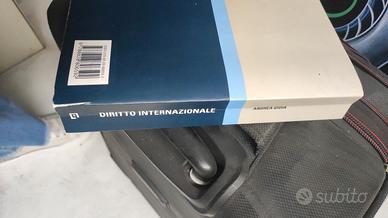 DIRITTO INTERNAZIONALE
ANDREA GIOIA
subito